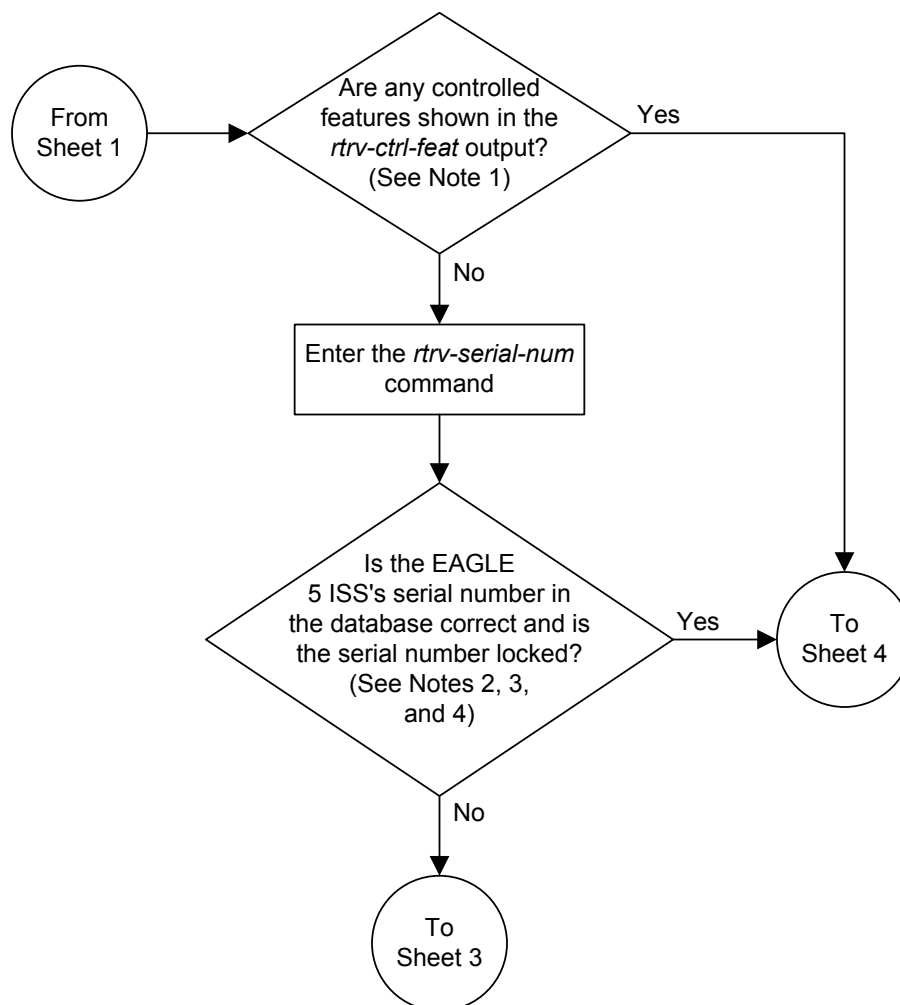 From
Sheet 1
Are any controlled
features shown in the
rtrv-ctrl-feat output?
(See Note 1)
Yes
No
Enter the rtrv-serial-num
command
Is the EAGLE
5 ISS's serial number in
the database correct and is
the serial number locked?
(See Notes 2, 3,
and 4)
Yes
To
Sheet 4
No
To
Sheet 3